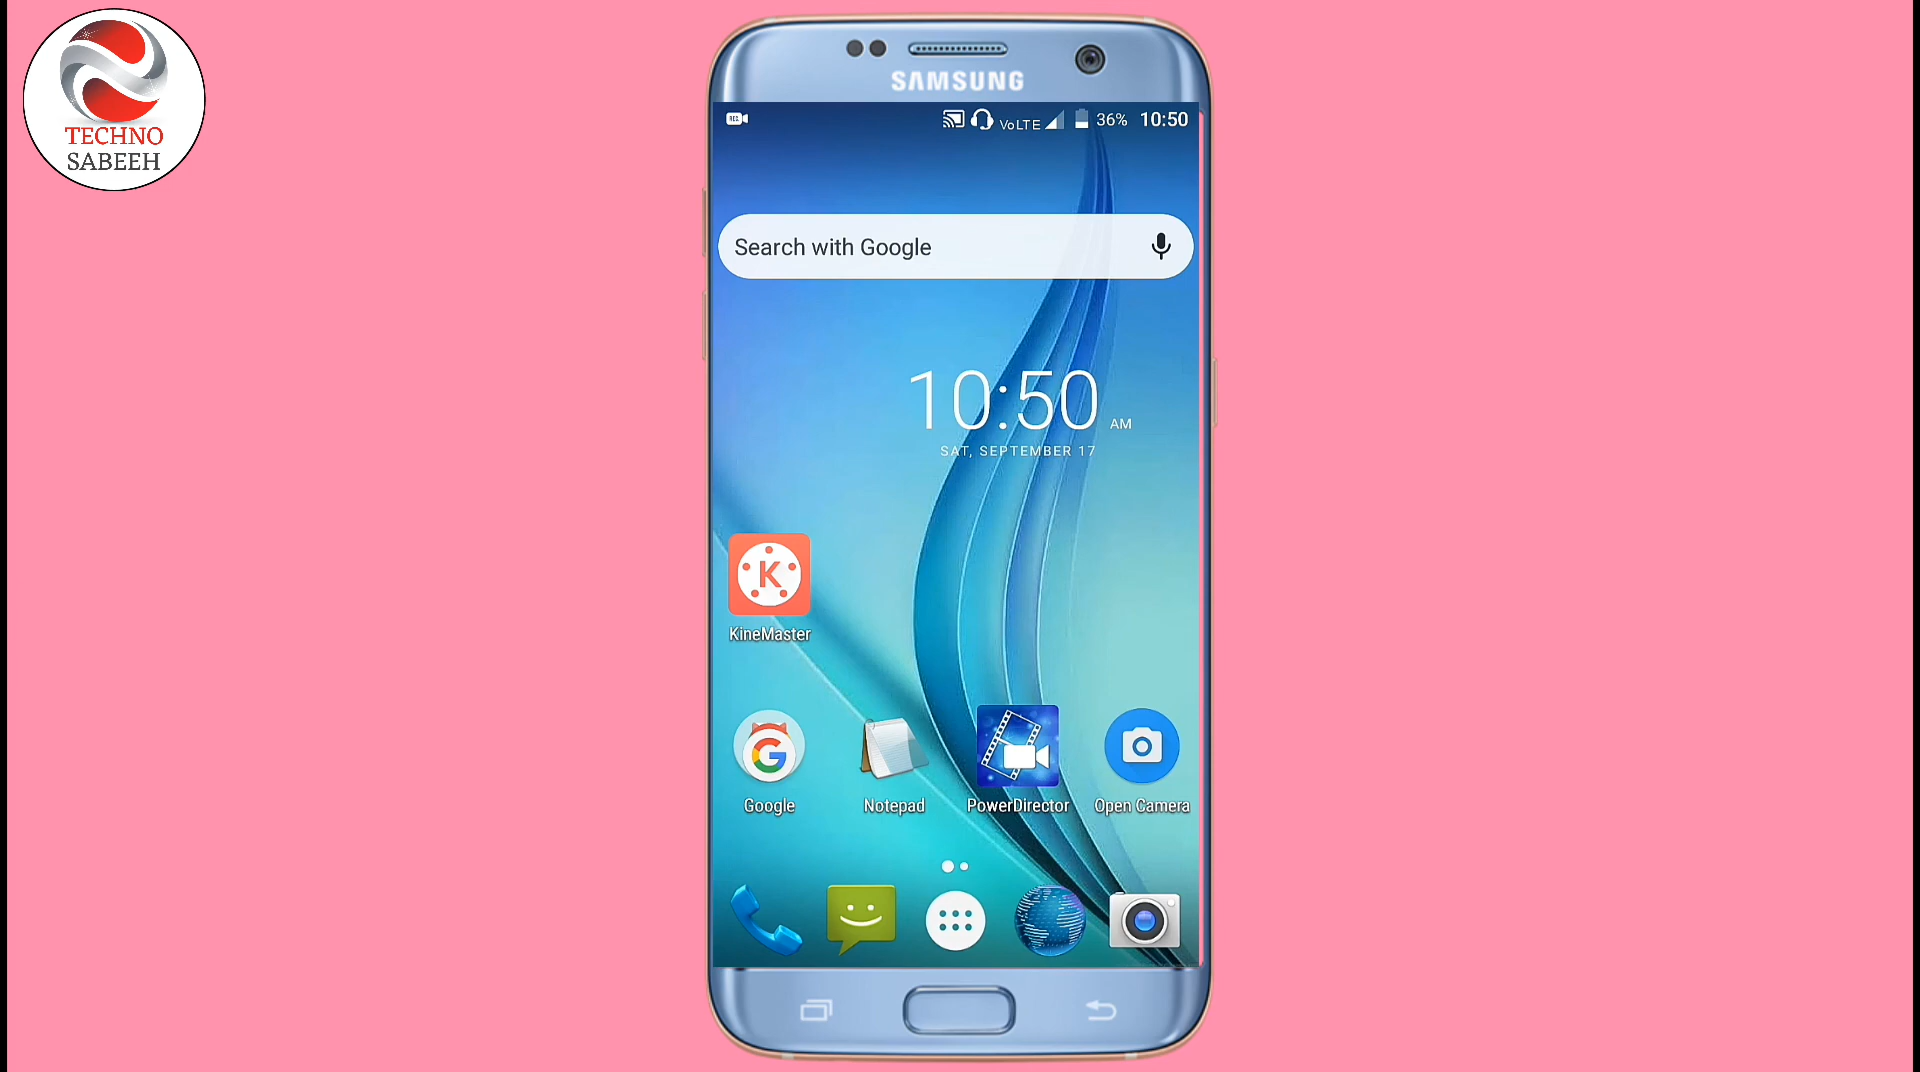 TECHNO
SABEEH
SAMSUNG
REC
VoLTE 36% 10:50
Search with Google
10:50 AM
SAT, SEPTEMBER 17
K
KineMaster
G
Google
Notepad
PowerDirector
Open Camera